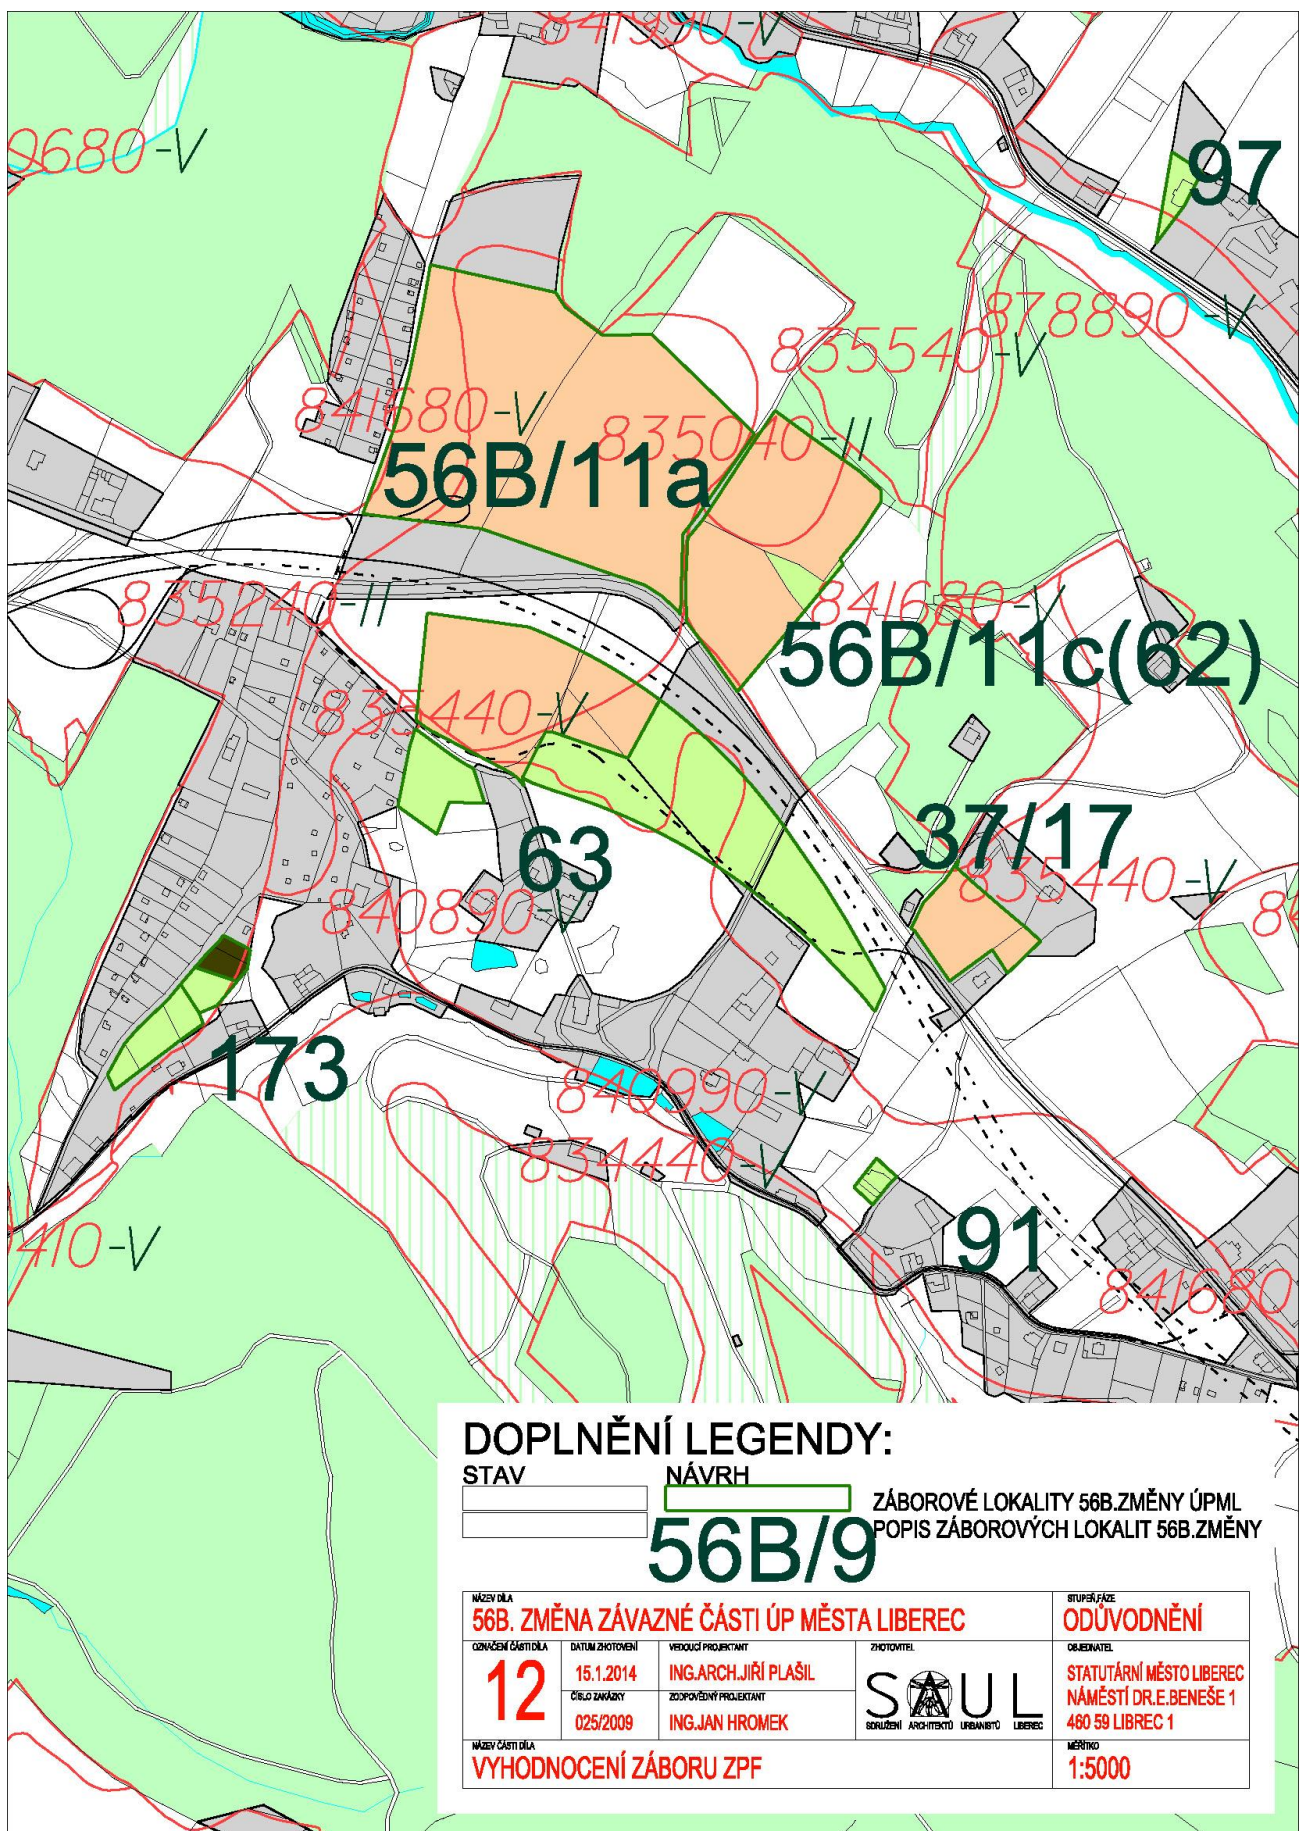 841990-V
0680-V
97
878890-V
835540-V
841680-V
835040-II
56B/11a
835240-II
841680-V
56B/11c(62)
835440-V
37/17
835440-V
63
840890-V
84
173
840990-V
834440-V
91
410-V
841680
DOPLNĚNÍ LEGENDY:
STAV NÁVRH
ZÁBOROVÉ LOKALITY 56B.ZMĚNY ÚPML
56B/9 POPIS ZÁBOROVÝCH LOKALIT 56B.ZMĚNY
NÁZEV DÍLA
56B. ZMĚNA ZÁVAZNÉ ČÁSTI ÚP MĚSTA LIBEREC
STUPEŇ,FÁZE
ODŮVODNĚNÍ
OZNAČENÍ ČÁSTI DÍLA
12
DATUM ZHOTOVENÍ
15.1.2014
VEDOUCÍ PROJEKTANT
ING.ARCH.JIŘÍ PLAŠIL
ČÍSLO ZAKÁZKY
025/2009
ZODPOVĚDNÝ PROJEKTANT
ING.JAN HROMEK
ZHOTOVITEL
SAUL
SDRUŽENÍ ARCHITEKTŮ URBANISTŮ LIBEREC
OBJEDNATEL
STATUTÁRNÍ MĚSTO LIBEREC
NÁMĚSTÍ DR.E.BENEŠE 1
460 59 LIBREC 1
NÁZEV ČÁSTI DÍLA
VYHODNOCENÍ ZÁBORU ZPF
MĚŘÍTKO
1:5000